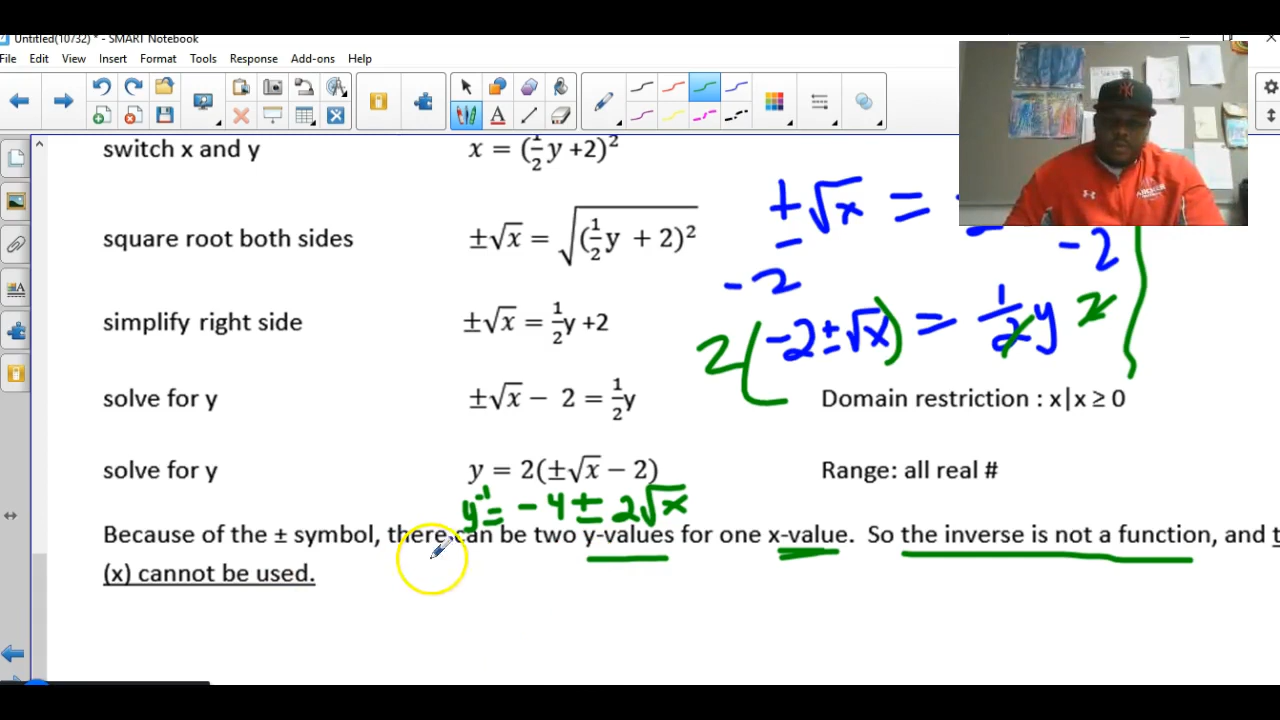 Untitled(10732) * - SMART Notebook
File Edit View Insert Format Tools Response Add-ons Help
switch x and y x = (½y +2)²
square root both sides ±√x = √(½y + 2)²
simplify right side ±√x = ½y +2
solve for y ±√x − 2 = ½y
Domain restriction : x|x ≥ 0
solve for y y = 2(±√x − 2)
Range: all real #
y⁻¹ = - 4 ± 2√x
Because of the ± symbol, there can be two y-values for one x-value. So the inverse is not a function, and
(x) cannot be used.
± √x =
- 2 - 2
2(-2 ± √x) = ½y 2